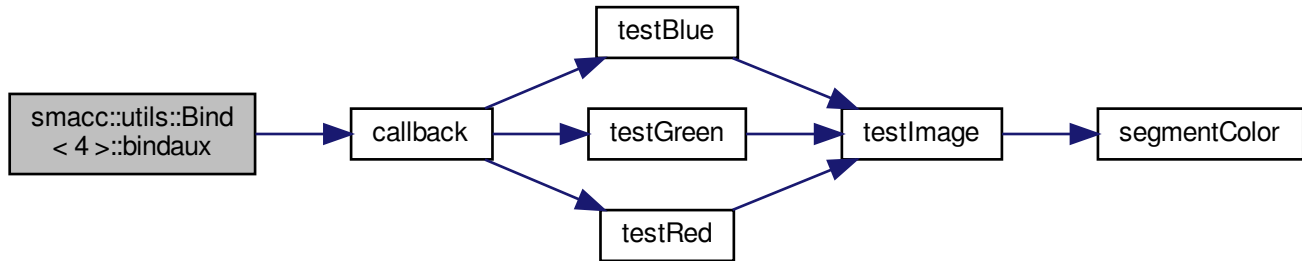 smacc::utils::Bind
< 4 >::bindaux
callback
testBlue
testGreen
testRed
testImage
segmentColor